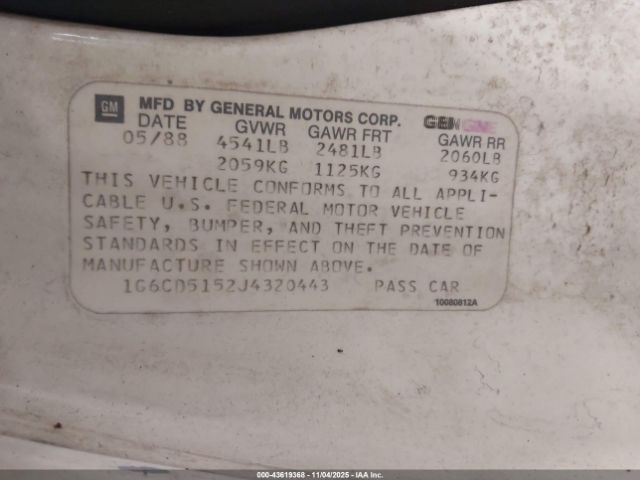 GM MFD BY GENERAL MOTORS CORP.
DATE GVWR GAWR FRT GAWR RR
05/88 4541LB 2481LB 2060LB
2059KG 1125KG 934KG
THIS VEHICLE CONFORMS TO ALL APPLI-
CABLE U.S. FEDERAL MOTOR VEHICLE
SAFETY, BUMPER, AND THEFT PREVENTION
STANDARDS IN EFFECT ON THE DATE OF
MANUFACTURE SHOWN ABOVE.
1G6CD5152J4320443 PASS CAR
10080812A
000-43619368 - 11/04/2025 - IAA Inc.